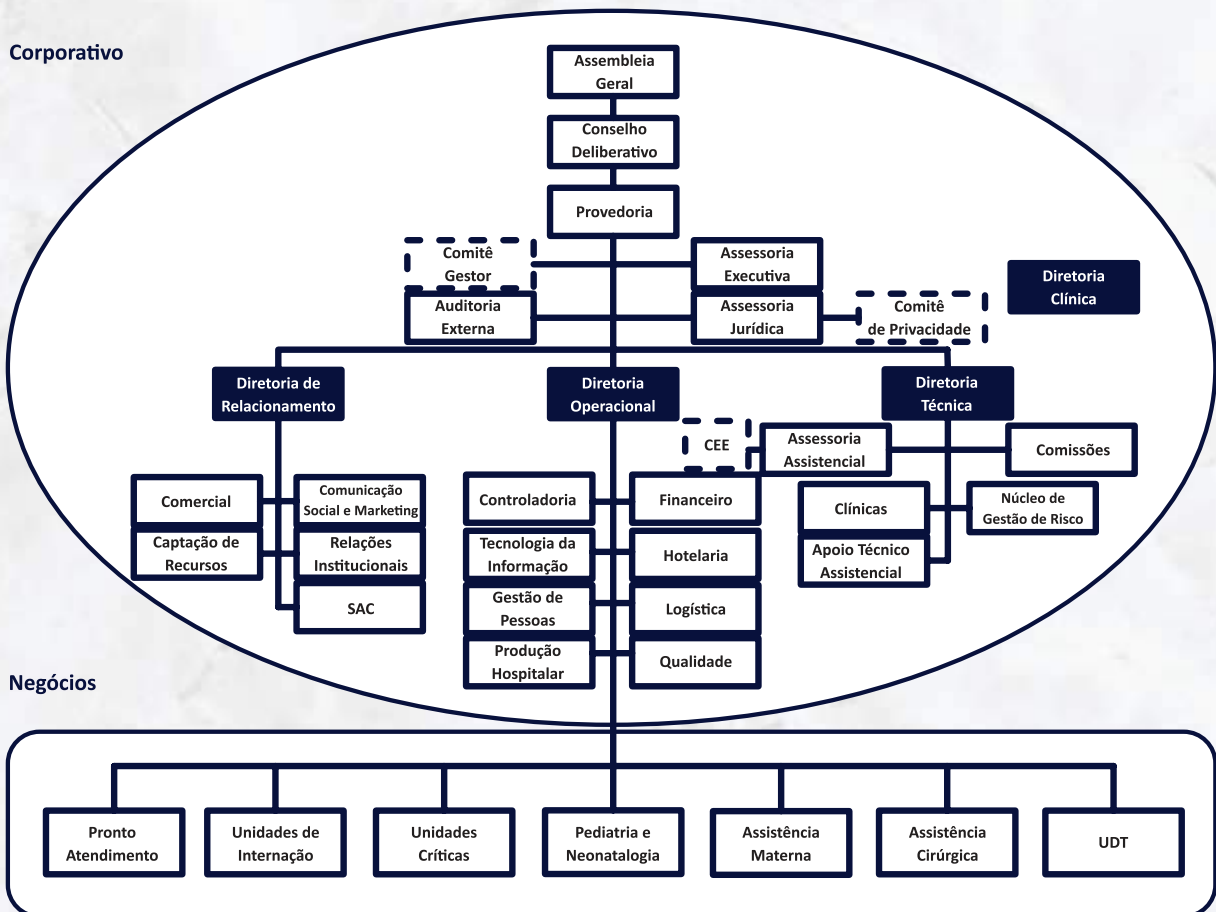 Corporativo
Assembleia
Geral
Conselho
Deliberativo
Provedoria
Comitê
Gestor
Assessoria
Executiva
Diretoria
Clínica
Auditoria
Externa
Assessoria
Jurídica
Comitê
de Privacidade
Diretoria de
Relacionamento
Diretoria
Operacional
Diretoria
Técnica
CEE
Assessoria
Assistencial
Comissões
Comercial
Comunicação
Social e Marketing
Captação de
Recursos
Relações
Institucionais
SAC
Controladoria
Financeiro
Tecnologia da
Informação
Hotelaria
Gestão de
Pessoas
Logística
Produção
Hospitalar
Qualidade
Clínicas
Núcleo de
Gestão de Risco
Apoio Técnico
Assistencial
Negócios
Pronto
Atendimento
Unidades de
Internação
Unidades
Críticas
Pediatria e
Neonatalogia
Assistência
Materna
Assistência
Cirúrgica
UDT